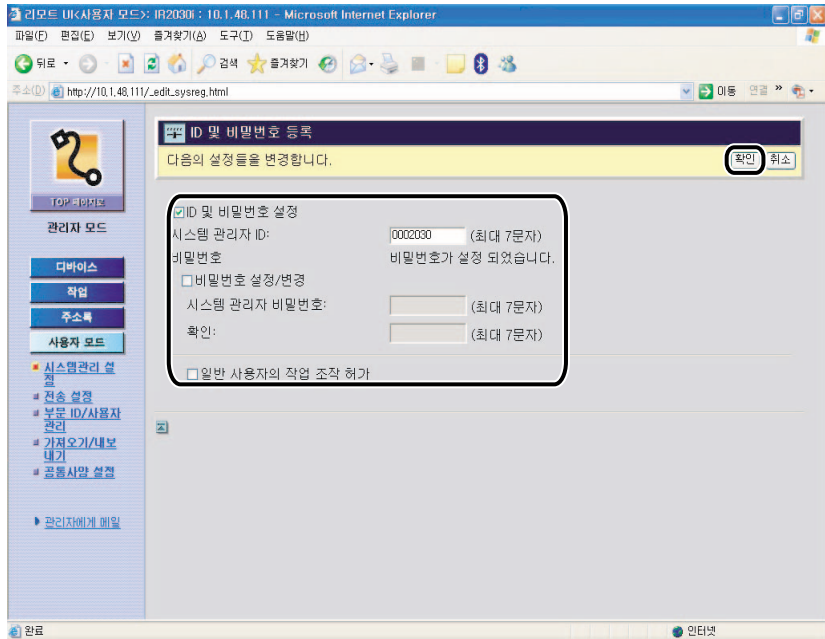 리모트 UI<사용자 모드>: IR2030i : 10.1.48.111 - Microsoft Internet Explorer
파일(F) 편집(E) 보기(V) 즐겨찾기(A) 도구(T) 도움말(H)
뒤로 검색 즐겨찾기
주소(D) http://10.1.48.111/_edit_sysreg.html 이동 연결 »
ID 및 비밀번호 등록
다음의 설정들을 변경합니다. 확인 취소
TOP 페이지로
관리자 모드
디바이스
작업
주소록
사용자 모드
시스템관리 설
정
전송 설정
부문 ID/사용자
관리
가져오기/내보
내기
공통사양 설정
관리자에게 메일
ID 및 비밀번호 설정
시스템 관리자 ID: 0002030 (최대 7문자)
비밀번호 비밀번호가 설정 되었습니다.
비밀번호 설정/변경
시스템 관리자 비밀번호: (최대 7문자)
확인: (최대 7문자)
일반 사용자의 작업 조작 허가
완료 인터넷